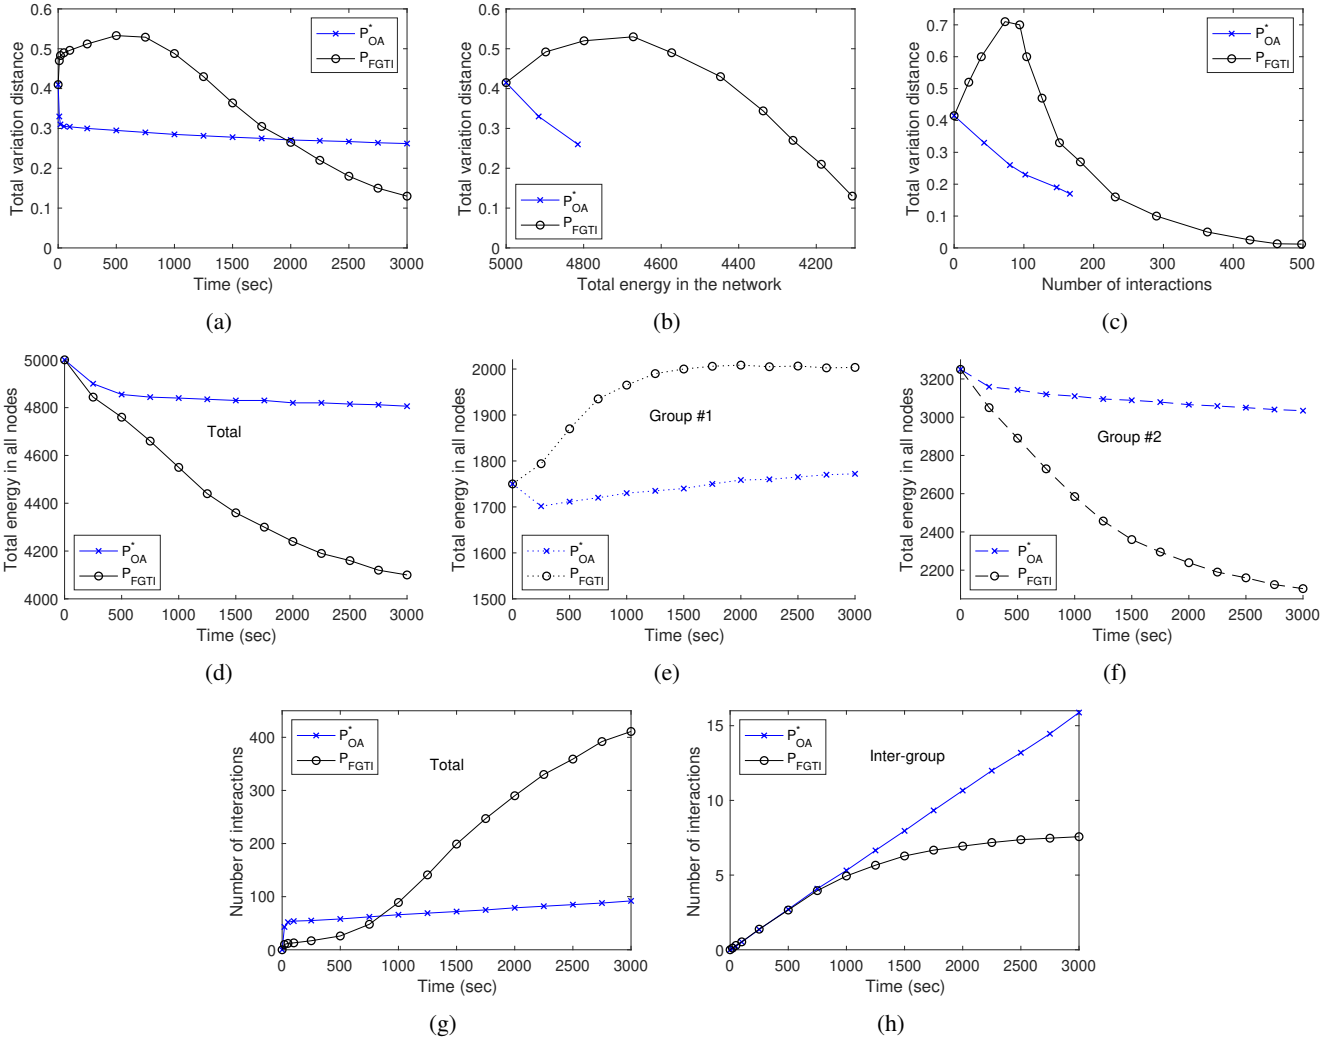 0.6
0.5
0.4
0.3
0.2
0.1
0
Total variation distance
P*OA
PFGTI
0 500 1000 1500 2000 2500 3000
Time (sec)
(a)
0.6
0.5
0.4
0.3
0.2
0.1
0
Total variation distance
P*OA
PFGTI
5000 4800 4600 4400 4200
Total energy in the network
(b)
0.7
0.6
0.5
0.4
0.3
0.2
0.1
0
Total variation distance
P*OA
PFGTI
0 100 200 300 400 500
Number of interactions
(c)
5000
4800
4600
4400
4200
4000
Total energy in all nodes
Total
P*OA
PFGTI
0 500 1000 1500 2000 2500 3000
Time (sec)
(d)
2000
1900
1800
1700
1600
1500
Total energy in all nodes
Group #1
P*OA
PFGTI
0 500 1000 1500 2000 2500 3000
Time (sec)
(e)
3200
3000
2800
2600
2400
2200
Total energy in all nodes
Group #2
P*OA
PFGTI
0 500 1000 1500 2000 2500 3000
Time (sec)
(f)
400
300
200
100
0
Number of interactions
P*OA
PFGTI
Total
0 500 1000 1500 2000 2500 3000
Time (sec)
(g)
15
10
5
0
Number of interactions
P*OA
PFGTI
Inter-group
0 500 1000 1500 2000 2500 3000
Time (sec)
(h)